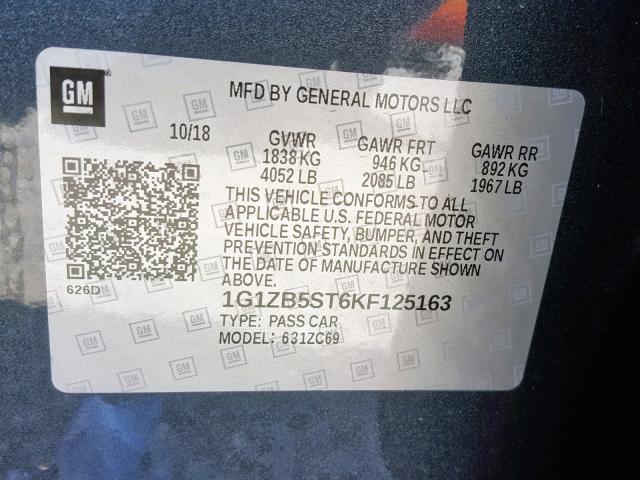 GM
MFD BY GENERAL MOTORS LLC
10/18
GVWR GAWR FRT GAWR RR
1838 KG 946 KG 892 KG
4052 LB 2085 LB 1967 LB
THIS VEHICLE CONFORMS TO ALL
APPLICABLE U.S. FEDERAL MOTOR
VEHICLE SAFETY, BUMPER, AND THEFT
PREVENTION STANDARDS IN EFFECT ON
THE DATE OF MANUFACTURE SHOWN
ABOVE.
626D
1G1ZB5ST6KF125163
TYPE: PASS CAR
MODEL: 631ZC69